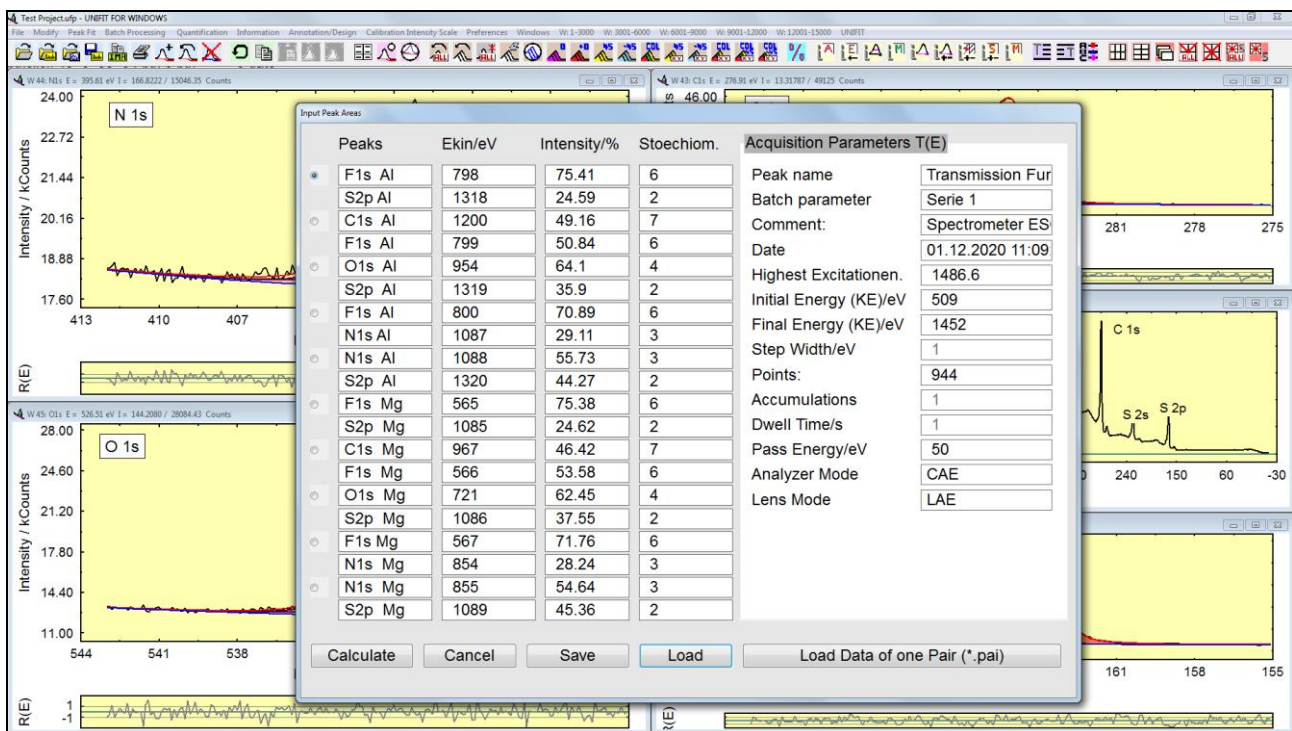 Test Project.ufp - UNIFIT FOR WINDOWS
File Modify Peak Fit Batch Processing Quantification Information Annotation/Design Calibration Intensity Scale Preferences Windows W: 1-3000 W: 3001-6000 W: 6001-9000 W: 9001-12000 W: 12001-15000 UNIFIT
W 44: N1s E = 395.61 eV I = 166.8222 / 15046.35 Counts
24.00
22.72
21.44
20.16
18.88
17.60
Intensity / kCounts
N 1s
413 410 407
R(E)
W 45: O1s E = 526.51 eV I = 144.2080 / 28084.43 Counts
28.00
24.60
21.20
17.80
14.40
11.00
Intensity / kCounts
O 1s
544 541 538
R(E)
1
-1
W 43: C1s E = 276.91 eV I = 13.31787 / 49125 Counts
46.00
281 278 275
C 1s
S 2s S 2p
240 150 60 -30
161 158 155
R(E)
Input Peak Areas
Peaks Ekin/eV Intensity/% Stoechiom.
F1s Al 798 75.41 6
S2p Al 1318 24.59 2
C1s Al 1200 49.16 7
F1s Al 799 50.84 6
O1s Al 954 64.1 4
S2p Al 1319 35.9 2
F1s Al 800 70.89 6
N1s Al 1087 29.11 3
N1s Al 1088 55.73 3
S2p Al 1320 44.27 2
F1s Mg 565 75.38 6
S2p Mg 1085 24.62 2
C1s Mg 967 46.42 7
F1s Mg 566 53.58 6
O1s Mg 721 62.45 4
S2p Mg 1086 37.55 2
F1s Mg 567 71.76 6
N1s Mg 854 28.24 3
N1s Mg 855 54.64 3
S2p Mg 1089 45.36 2
Acquisition Parameters T(E)
Peak name Transmission Fur
Batch parameter Serie 1
Comment: Spectrometer ES
Date 01.12.2020 11:09
Highest Excitationen. 1486.6
Initial Energy (KE)/eV 509
Final Energy (KE)/eV 1452
Step Width/eV 1
Points: 944
Accumulations 1
Dwell Time/s 1
Pass Energy/eV 50
Analyzer Mode CAE
Lens Mode LAE
Calculate Cancel Save Load Load Data of one Pair (*.pai)